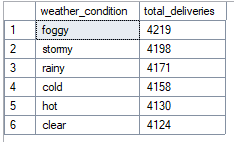 weather_condition total_deliveries
1 foggy 4219
2 stormy 4198
3 rainy 4171
4 cold 4158
5 hot 4130
6 clear 4124